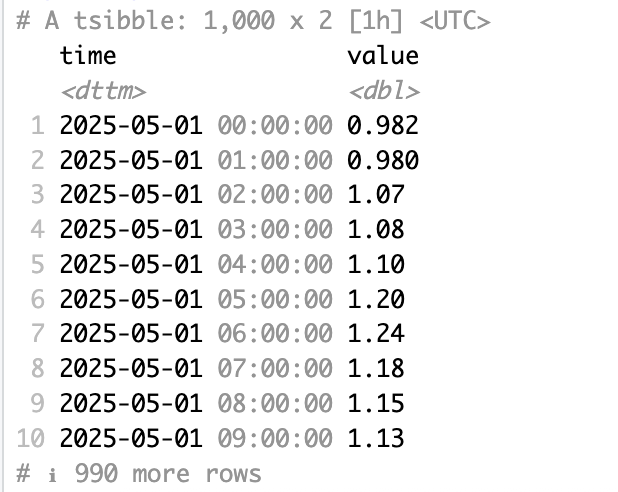 # A tsibble: 1,000 x 2 [1h] <UTC>
   time                value
   <dttm>              <dbl>
 1 2025-05-01 00:00:00 0.982
 2 2025-05-01 01:00:00 0.980
 3 2025-05-01 02:00:00 1.07
 4 2025-05-01 03:00:00 1.08
 5 2025-05-01 04:00:00 1.10
 6 2025-05-01 05:00:00 1.20
 7 2025-05-01 06:00:00 1.24
 8 2025-05-01 07:00:00 1.18
 9 2025-05-01 08:00:00 1.15
10 2025-05-01 09:00:00 1.13
# ℹ 990 more rows